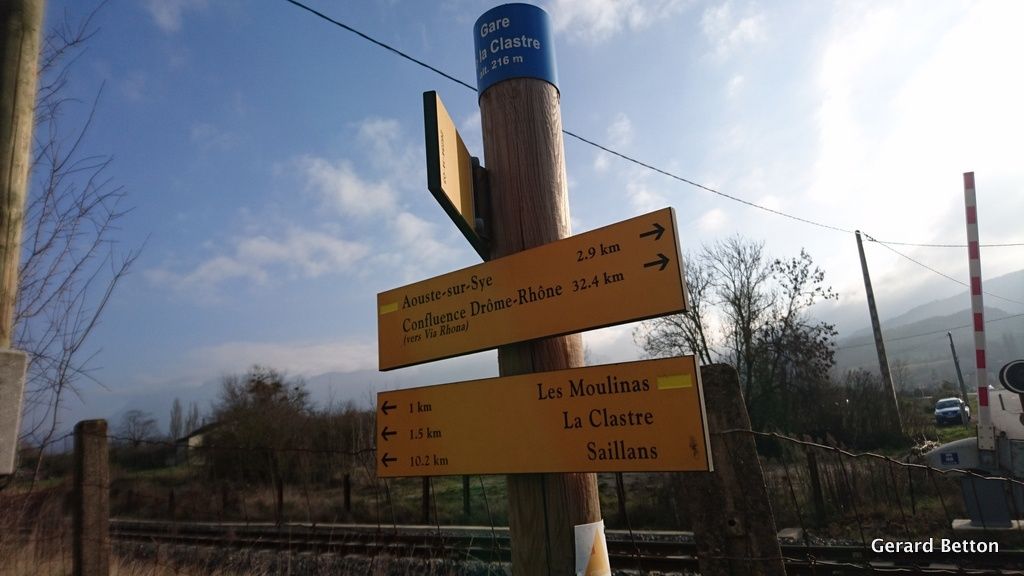 Gare
la Clastre
alt. 216 m
Aouste-sur-Sye 2.9 km →
Confluence Drôme-Rhône 32.4 km →
(vers Via Rhona)
← 1 km Les Moulinas
← 1.5 km La Clastre
← 10.2 km Saillans
Gerard Betton